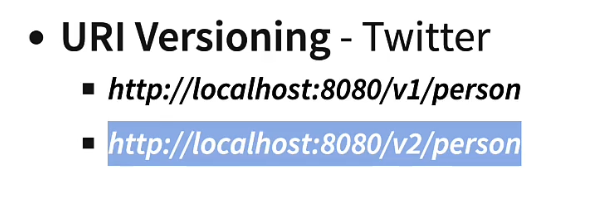 URI Versioning - Twitter
http://localhost:8080/v1/person
http://localhost:8080/v2/person